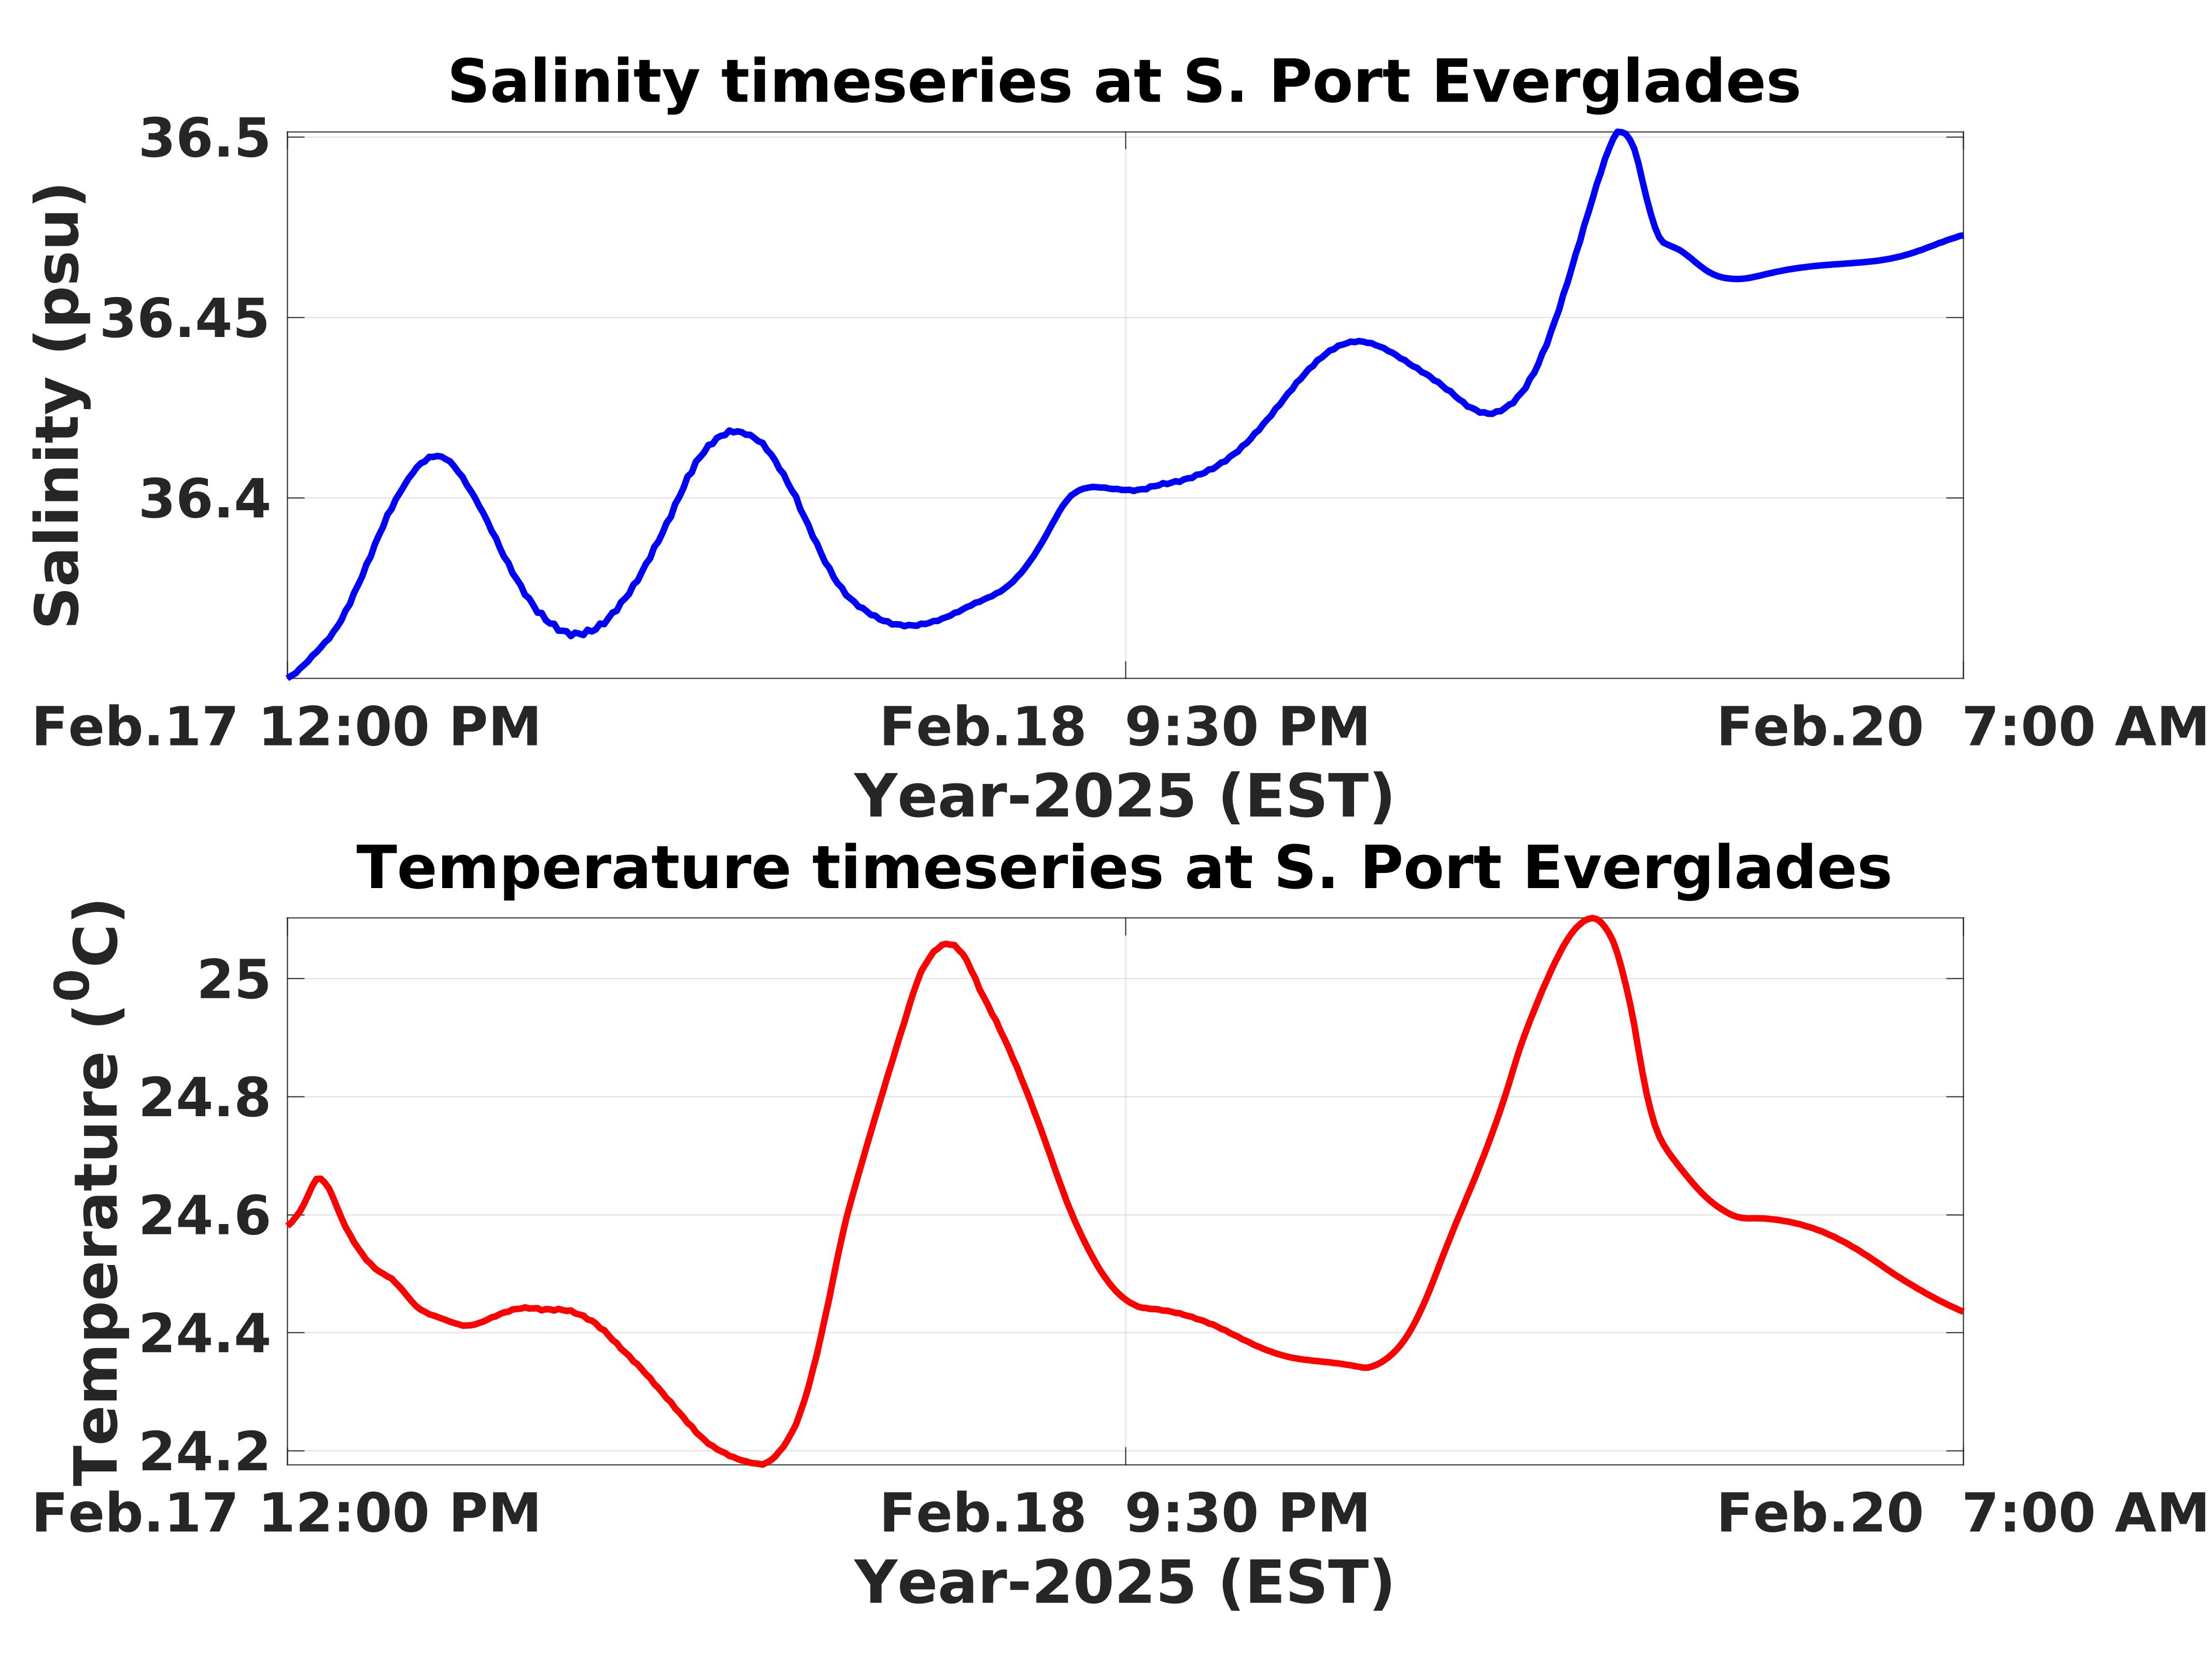 Salinity timeseries at S. Port Everglades
Salinity (psu)
36.5
36.45
36.4
Feb.17 12:00 PM
Feb.18 9:30 PM
Feb.20 7:00 AM
Year-2025 (EST)
Temperature timeseries at S. Port Everglades
Temperature (⁰C)
25
24.8
24.6
24.4
24.2
Feb.17 12:00 PM
Feb.18 9:30 PM
Feb.20 7:00 AM
Year-2025 (EST)